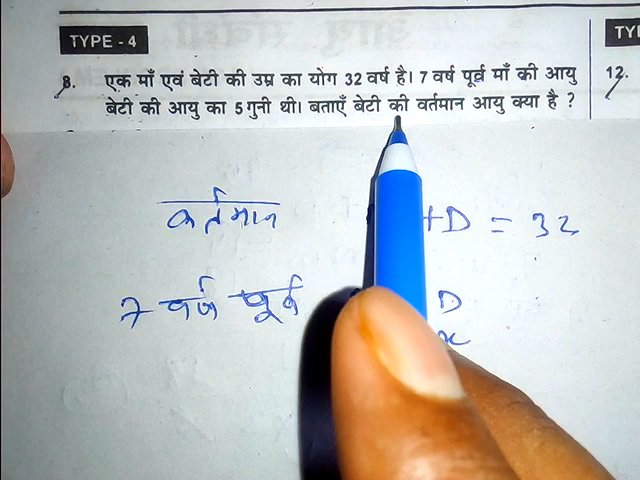 TYPE - 4
TY
8. एक माँ एवं बेटी की उम्र का योग 32 वर्ष है। 7 वर्ष पूर्व माँ की आयु
12.
बेटी की आयु का 5 गुनी थी। बताएँ बेटी की वर्तमान आयु क्या है ?
वर्तमान +D = 32
7 वर्ष पूर्व D
x